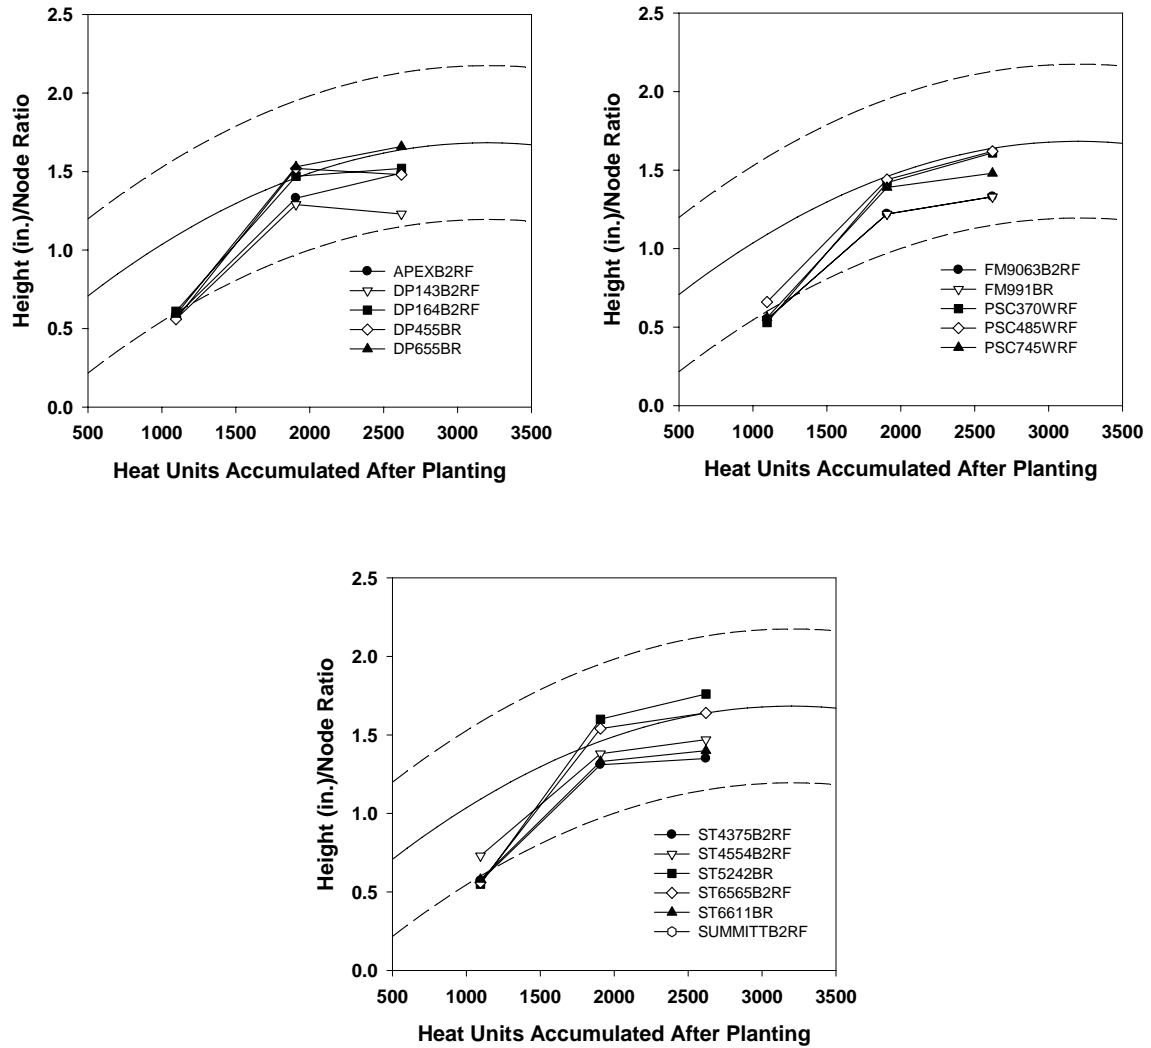 2.5
2.0
1.5
1.0
0.5
0.0
Height (in.)/Node Ratio
APEXB2RF
DP143B2RF
DP164B2RF
DP455BR
DP655BR
500 1000 1500 2000 2500 3000 3500
Heat Units Accumulated After Planting
2.5
2.0
1.5
1.0
0.5
0.0
Height (in.)/Node Ratio
FM9063B2RF
FM991BR
PSC370WRF
PSC485WRF
PSC745WRF
500 1000 1500 2000 2500 3000 3500
Heat Units Accumulated After Planting
2.5
2.0
1.5
1.0
0.5
0.0
Height (in.)/Node Ratio
ST4375B2RF
ST4554B2RF
ST5242BR
ST6565B2RF
ST6611BR
SUMMITTB2RF
500 1000 1500 2000 2500 3000 3500
Heat Units Accumulated After Planting